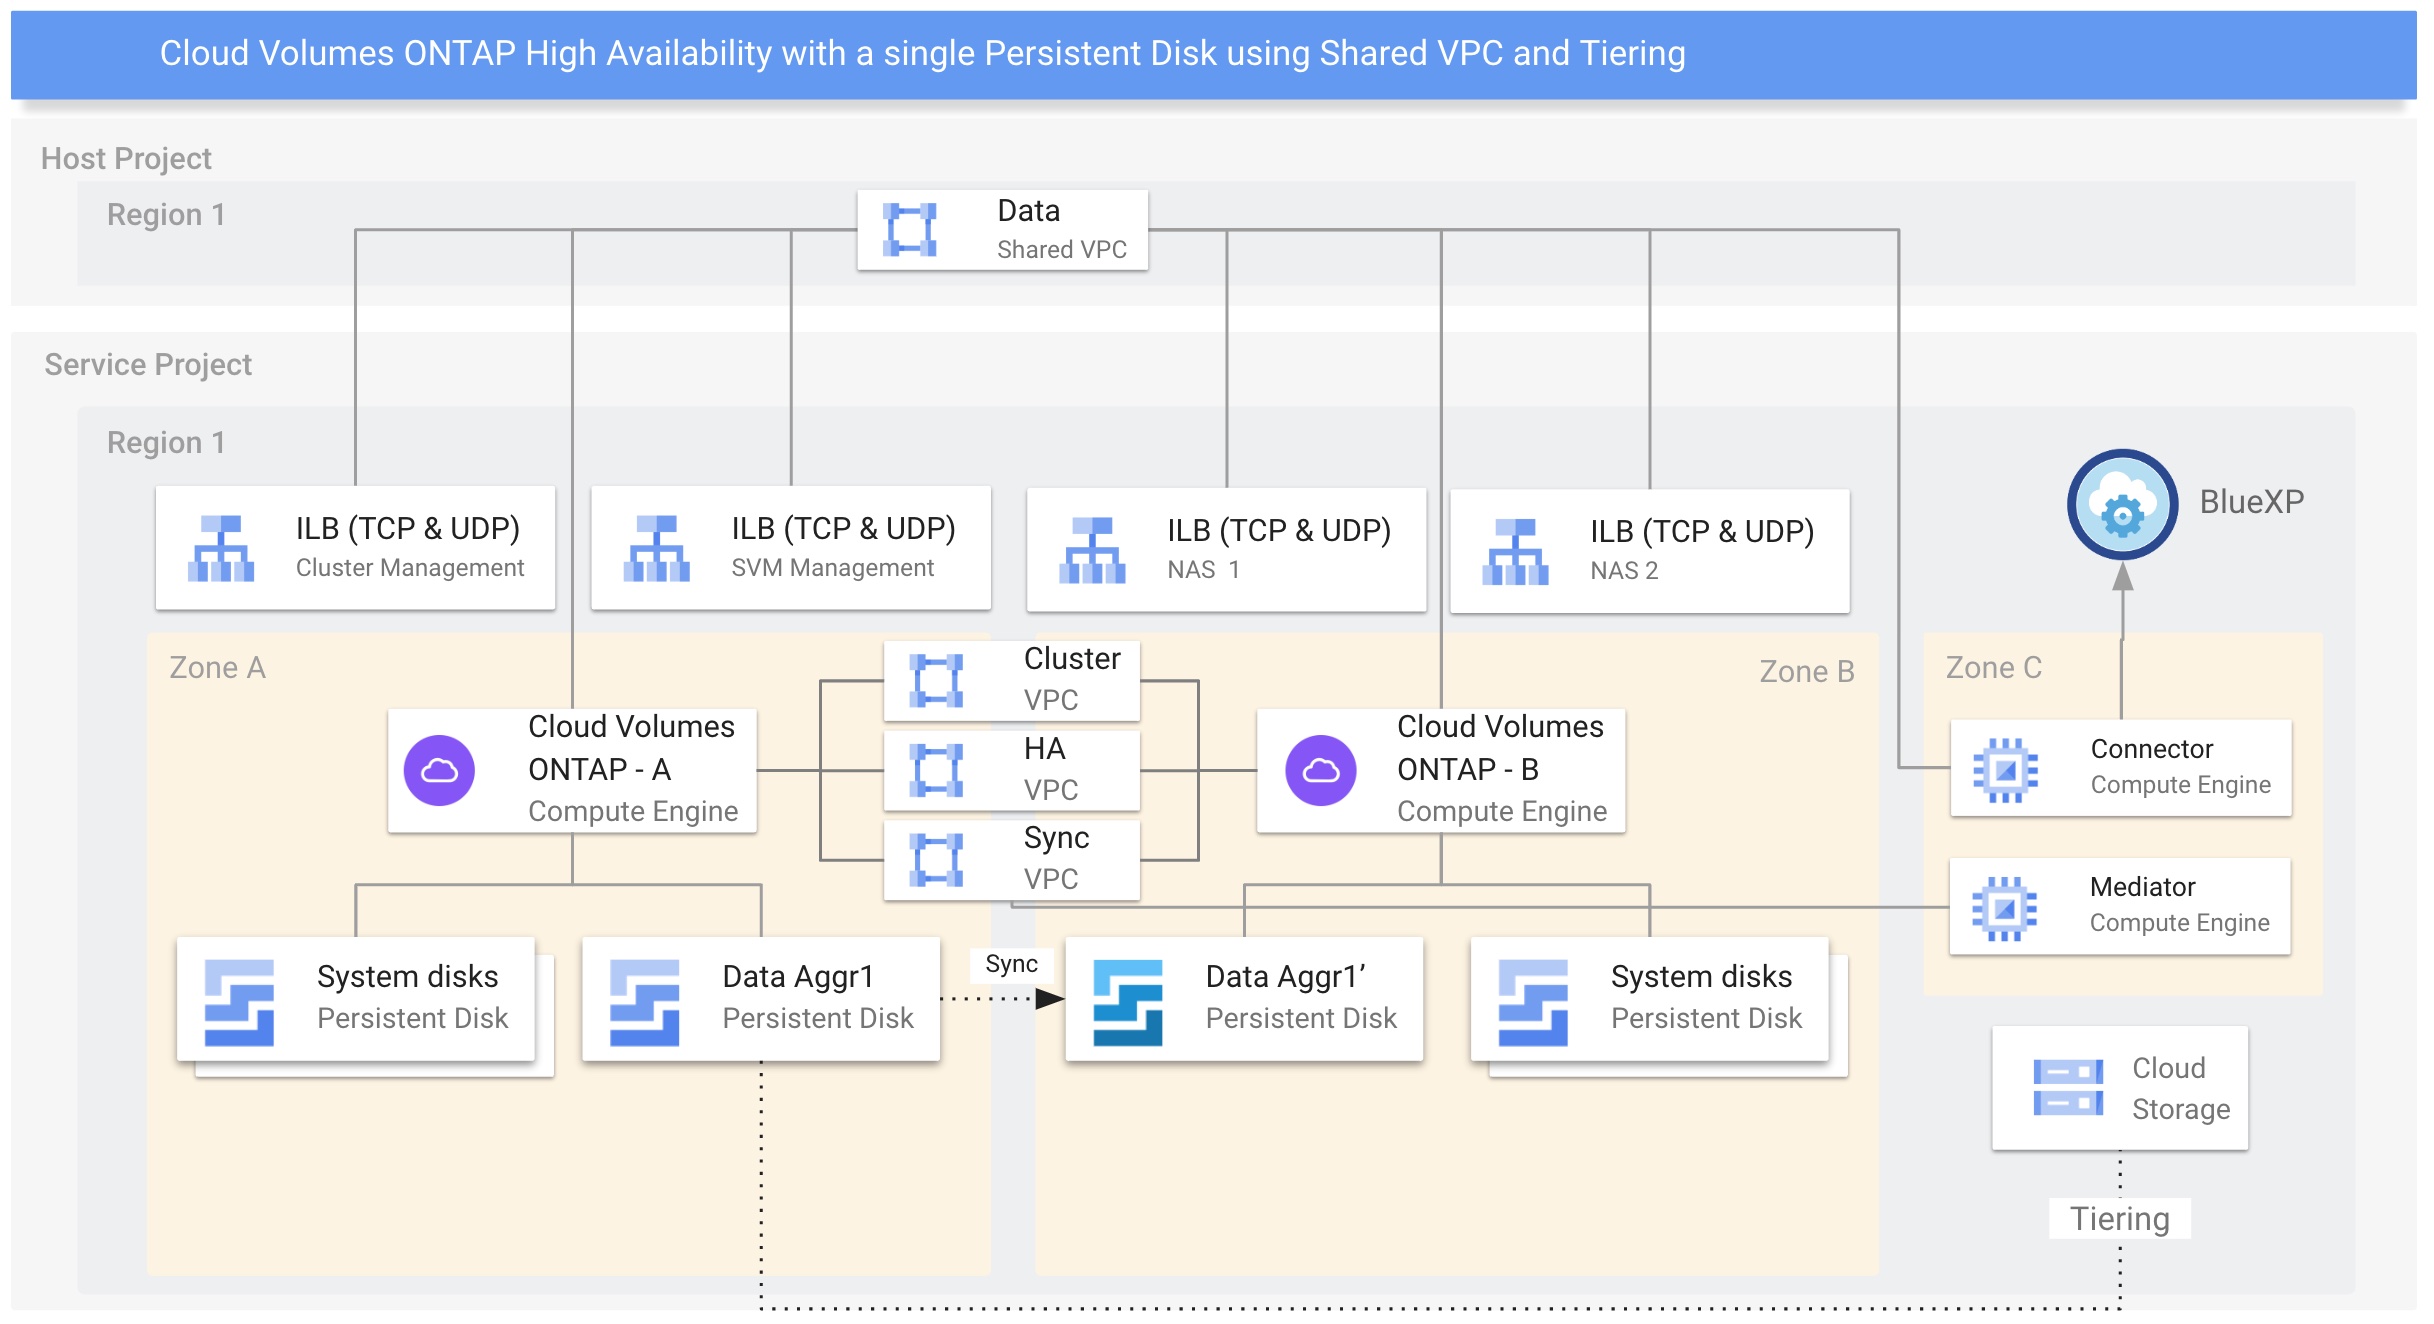 Cloud Volumes ONTAP High Availability with a single Persistent Disk using Shared VPC and Tiering
Host Project
Region 1
Data
Shared VPC
Service Project
Region 1
BlueXP
ILB (TCP & UDP)
Cluster Management
ILB (TCP & UDP)
SVM Management
ILB (TCP & UDP)
NAS 1
ILB (TCP & UDP)
NAS 2
Zone A
Zone B
Zone C
Cluster
VPC
HA
VPC
Sync
VPC
Cloud Volumes
ONTAP - A
Compute Engine
Cloud Volumes
ONTAP - B
Compute Engine
Connector
Compute Engine
Mediator
Compute Engine
System disks
Persistent Disk
Data Aggr1
Persistent Disk
Sync
Data Aggr1’
Persistent Disk
System disks
Persistent Disk
Cloud
Storage
Tiering